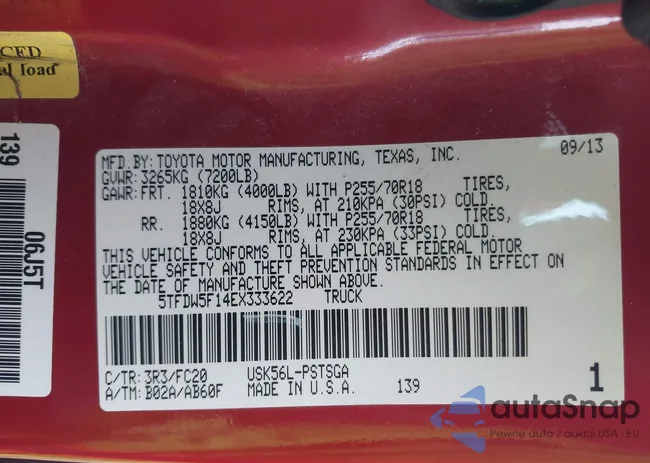 CED
al load
139
06J5T
MFD.BY:TOYOTA MOTOR MANUFACTURING, TEXAS, INC. 09/13
GVWR:3265KG (7200LB)
GAWR:FRT. 1810KG (4000LB) WITH P255/70R18 TIRES,
18X8J RIMS, AT 210KPA (30PSI) COLD.
RR. 1880KG (4150LB) WITH P255/70R18 TIRES,
18X8J RIMS, AT 230KPA (33PSI) COLD.
THIS VEHICLE CONFORMS TO ALL APPLICABLE FEDERAL MOTOR
VEHICLE SAFETY AND THEFT PREVENTION STANDARDS IN EFFECT ON
THE DATE OF MANUFACTURE SHOWN ABOVE.
5TFDW5F14EX333622 TRUCK
C/TR: 3R3/FC20 USK56L-PSTSGA
A/TM: B02A/AB60F MADE IN U.S.A. 139 1
autoSnap
Pewne auta / aukcji USA i EU